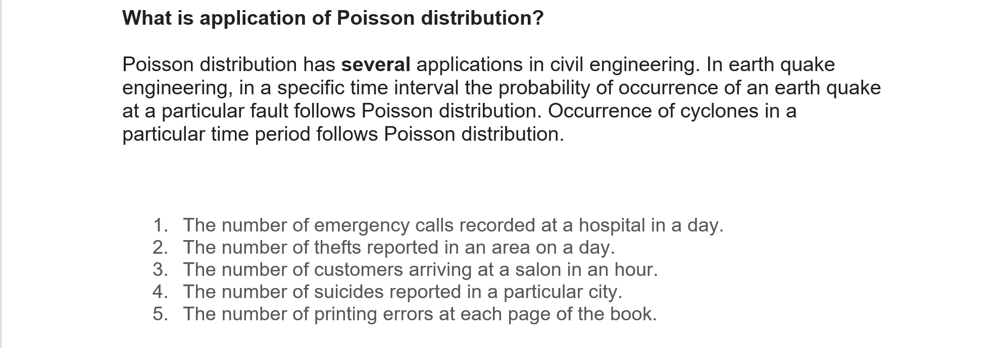 What is application of Poisson distribution?
Poisson distribution has several applications in civil engineering. In earth quake
engineering, in a specific time interval the probability of occurrence of an earth quake
at a particular fault follows Poisson distribution. Occurrence of cyclones in a
particular time period follows Poisson distribution.
1. The number of emergency calls recorded at a hospital in a day.
2. The number of thefts reported in an area on a day.
3. The number of customers arriving at a salon in an hour.
4. The number of suicides reported in a particular city.
5. The number of printing errors at each page of the book.